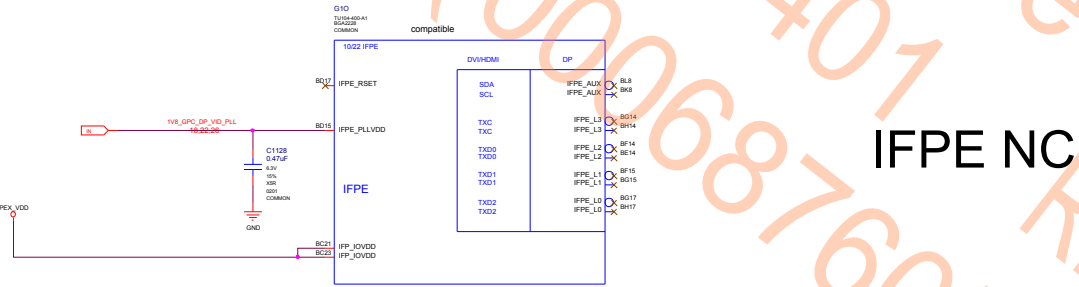 G1O
TU104-400-A1
BGA2228
COMMON
compatible
10/22 IFPE
DVI/HDMI DP
BD17 IFPE_RSET
SDA IFPE_AUX BL8
SCL IFPE_AUX BK8
1V8_GPC_DP_VID_PLL
18,22,26
IN
BD15 IFPE_PLLVDD
TXC IFPE_L3 BG14
TXC IFPE_L3 BH14
TXD0 IFPE_L2 BF14
TXD0 IFPE_L2 BE14
C1128
0.47uF
6.3V
15%
X5R
0201
COMMON
GND
IFPE
TXD1 IFPE_L1 BF15
TXD1 IFPE_L1 BG15
TXD2 IFPE_L0 BG17
TXD2 IFPE_L0 BH17
PEX_VDD
BC21 IFP_IOVDD
BC23 IFP_IOVDD
IFPE NC